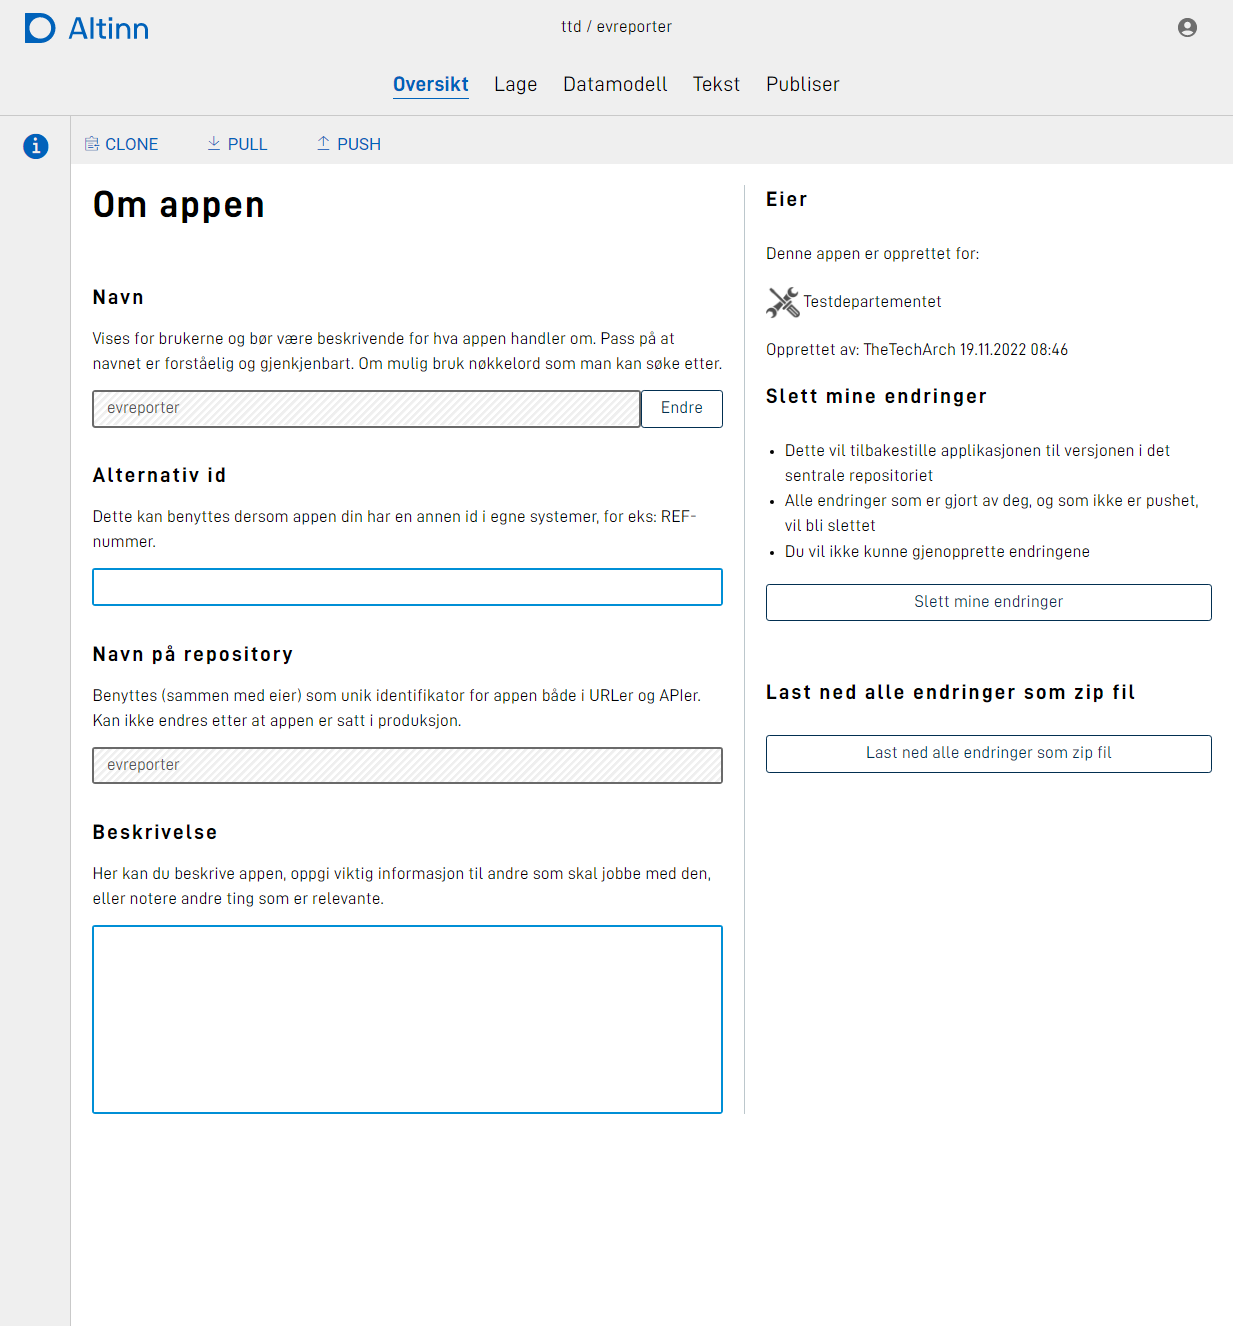 Altinn
ttd / evreporter
Oversikt Lage Datamodell Tekst Publiser
CLONE PULL PUSH
Om appen
Navn
Vises for brukerne og bør være beskrivende for hva appen handler om. Pass på at
navnet er forståelig og gjenkjenbart. Om mulig bruk nøkkelord som man kan søke etter.
evreporter
Endre
Alternativ id
Dette kan benyttes dersom appen din har en annen id i egne systemer, for eks: REF-
nummer.
Navn på repository
Benyttes (sammen med eier) som unik identifikator for appen både i URLer og APIer.
Kan ikke endres etter at appen er satt i produksjon.
evreporter
Beskrivelse
Her kan du beskrive appen, oppgi viktig informasjon til andre som skal jobbe med den,
eller notere andre ting som er relevante.
Eier
Denne appen er opprettet for:
Testdepartementet
Opprettet av: TheTechArch 19.11.2022 08:46
Slett mine endringer
• Dette vil tilbakestille applikasjonen til versjonen i det
sentrale repositoriet
• Alle endringer som er gjort av deg, og som ikke er pushet,
vil bli slettet
• Du vil ikke kunne gjenopprette endringene
Slett mine endringer
Last ned alle endringer som zip fil
Last ned alle endringer som zip fil